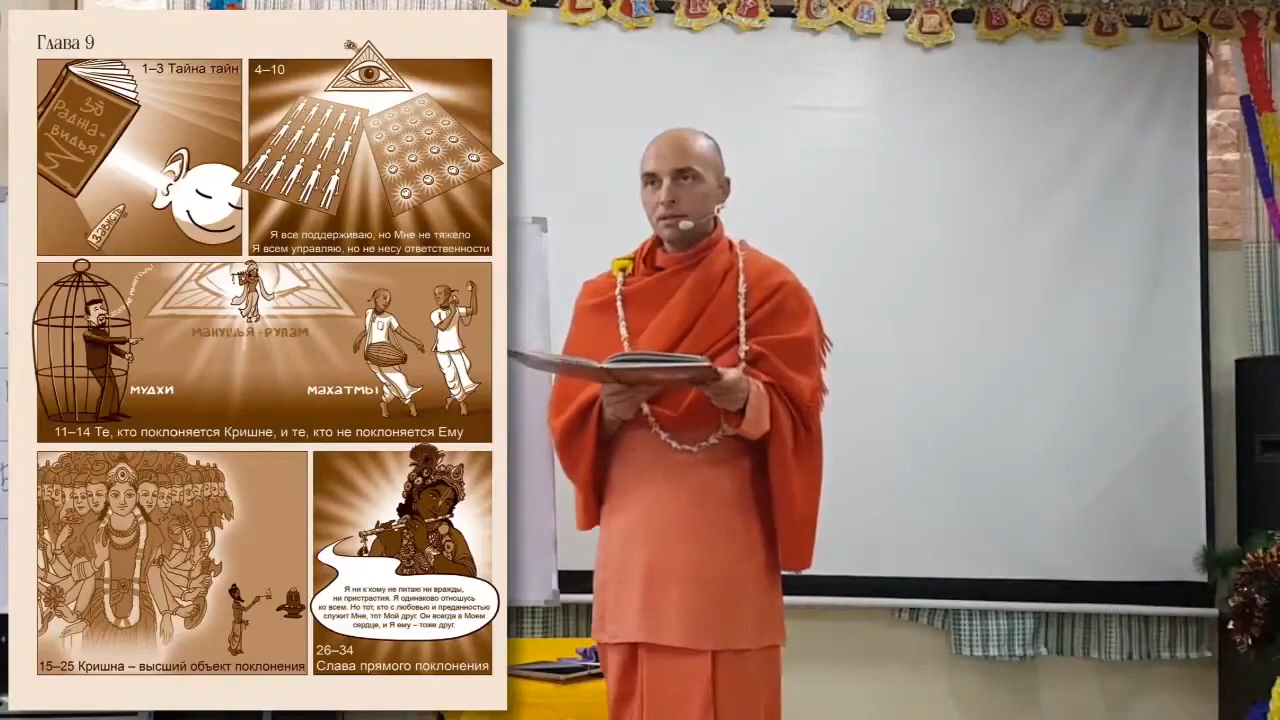 Глава 9
1–3 Тайна тайн
Раджа-
видья
зависть
4–10
Я все поддерживаю, но Мне не тяжело
Я всем управляю, но не несу ответственности
манушья-рупам
мудхи
махатмы
11–14 Те, кто поклоняется Кришне, и те, кто не поклоняется Ему
15–25 Кришна – высший объект поклонения
Я ни к кому не питаю ни вражды,
ни пристрастия. Я одинаково отношусь
ко всем. Но тот, кто с любовью и преданностью
служит Мне, тот Мой друг. Он всегда в Моем
сердце, и Я ему – тоже друг.
26–34
Слава прямого поклонения